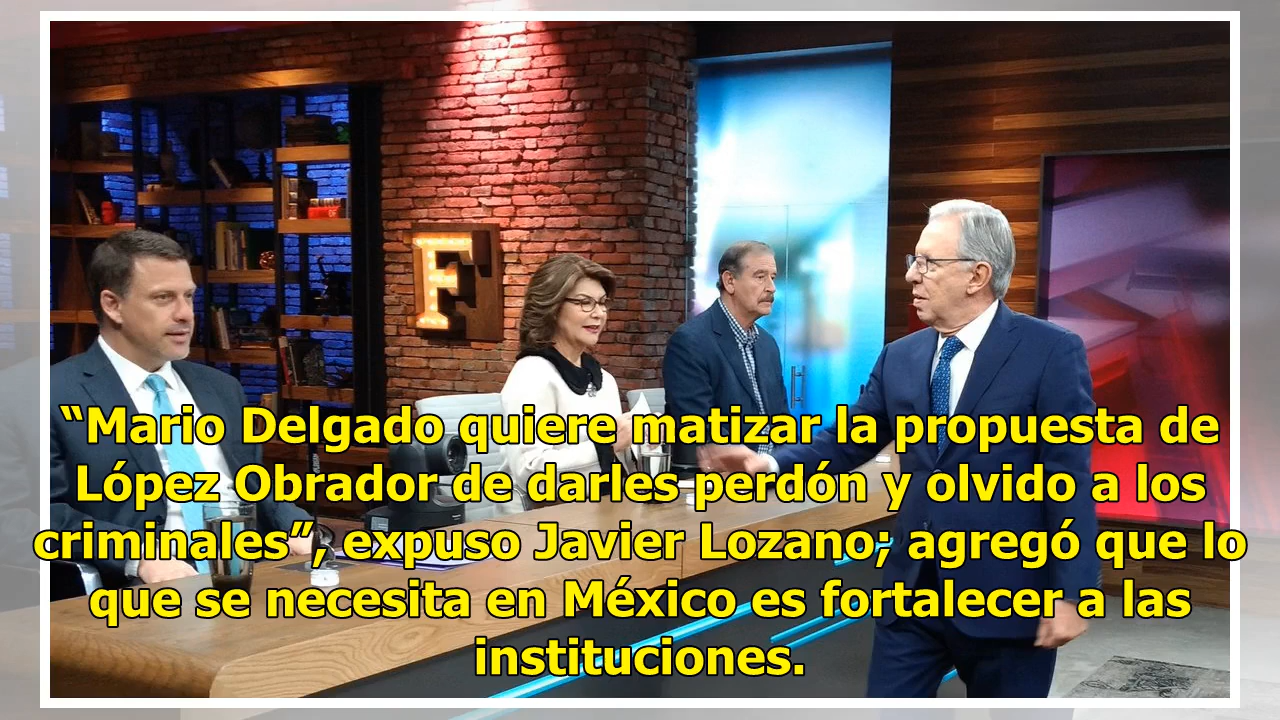 F
“Mario Delgado quiere matizar la propuesta de
López Obrador de darles perdón y olvido a los
criminales”, expuso Javier Lozano; agregó que lo
que se necesita en México es fortalecer a las
instituciones.